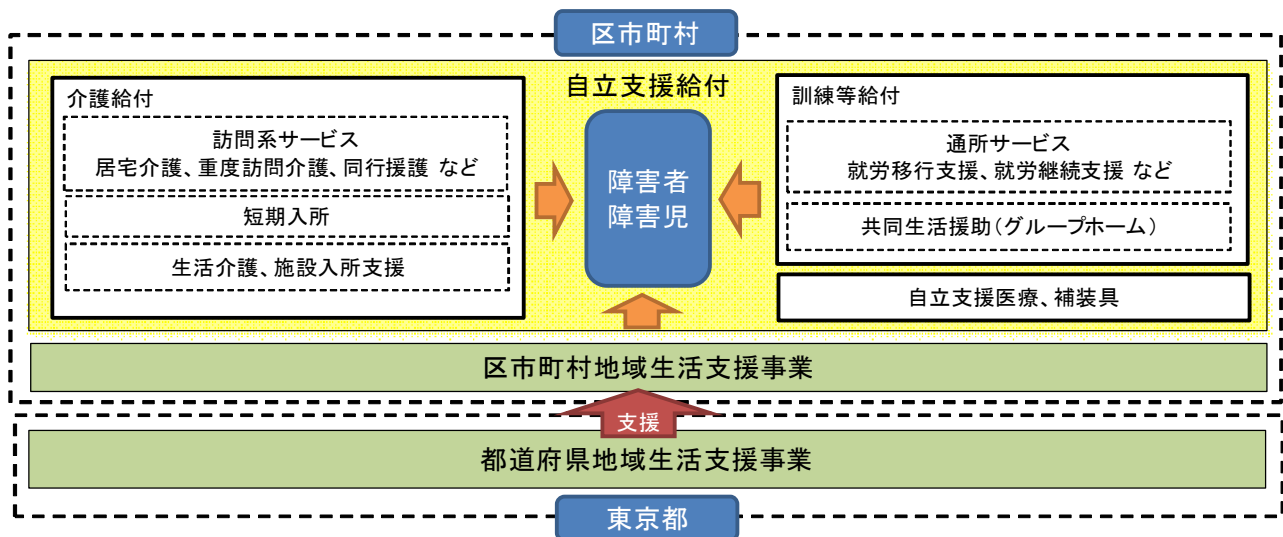 区市町村
自立支援給付
介護給付
訪問系サービス
居宅介護、重度訪問介護、同行援護 など
短期入所
生活介護、施設入所支援
障害者
障害児
訓練等給付
通所サービス
就労移行支援、就労継続支援 など
共同生活援助(グループホーム)
自立支援医療、補装具
区市町村地域生活支援事業
支援
都道府県地域生活支援事業
東京都